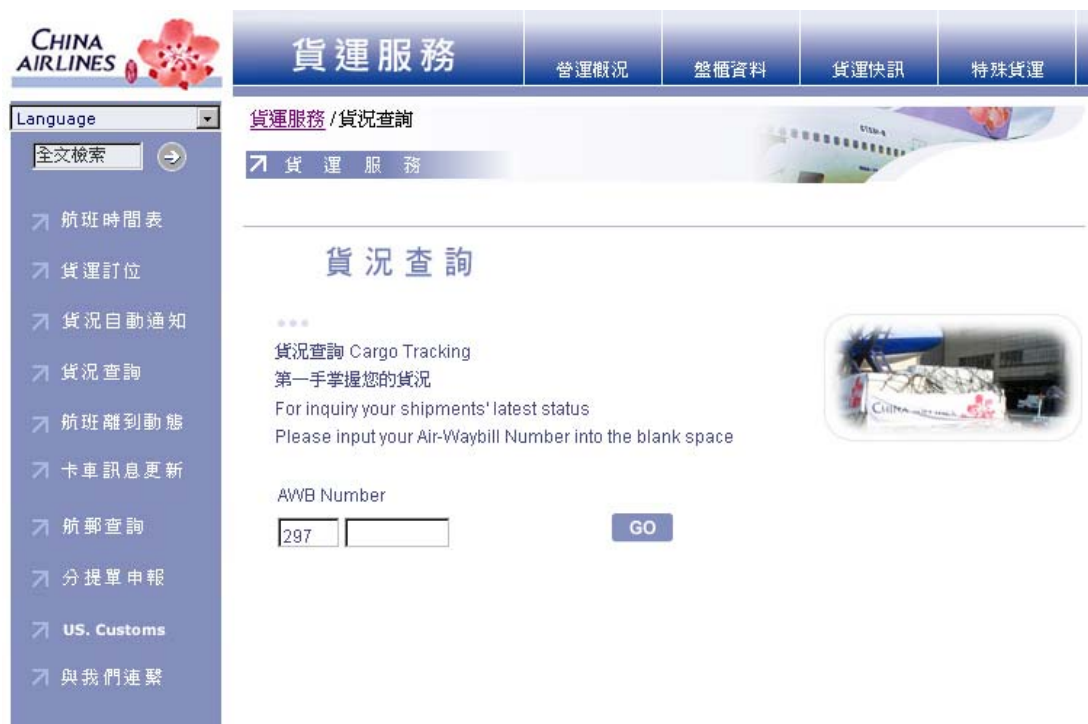 CHINA
AIRLINES
貨運服務
營運概況
盤櫃資料
貨運快訊
特殊貨運
Language
全文檢索
航班時間表
貨運訂位
貨況自動通知
貨況查詢
航班離到動態
卡車訊息更新
航郵查詢
分提單申報
US. Customs
與我們連繫
貨運服務 / 貨況查詢
貨運服務
貨況查詢
貨況查詢 Cargo Tracking
第一手掌握您的貨況
For inquiry your shipments' latest status
Please input your Air-Waybill Number into the blank space
AWB Number
297
GO
CHINA AIRLINES